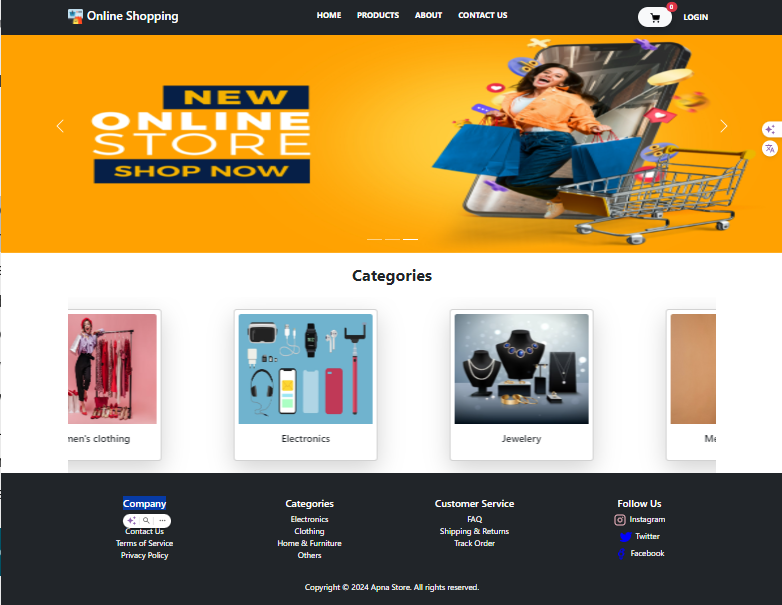 Online Shopping
HOME PRODUCTS ABOUT CONTACT US
0
LOGIN
NEW
ONLINE
STORE
SHOP NOW
Categories
men's clothing
Electronics
Jewelery
Me
Company
Contact Us
Terms of Service
Privacy Policy
Categories
Electronics
Clothing
Home & Furniture
Others
Customer Service
FAQ
Shipping & Returns
Track Order
Follow Us
Instagram
Twitter
Facebook
Copyright © 2024 Apna Store. All rights reserved.